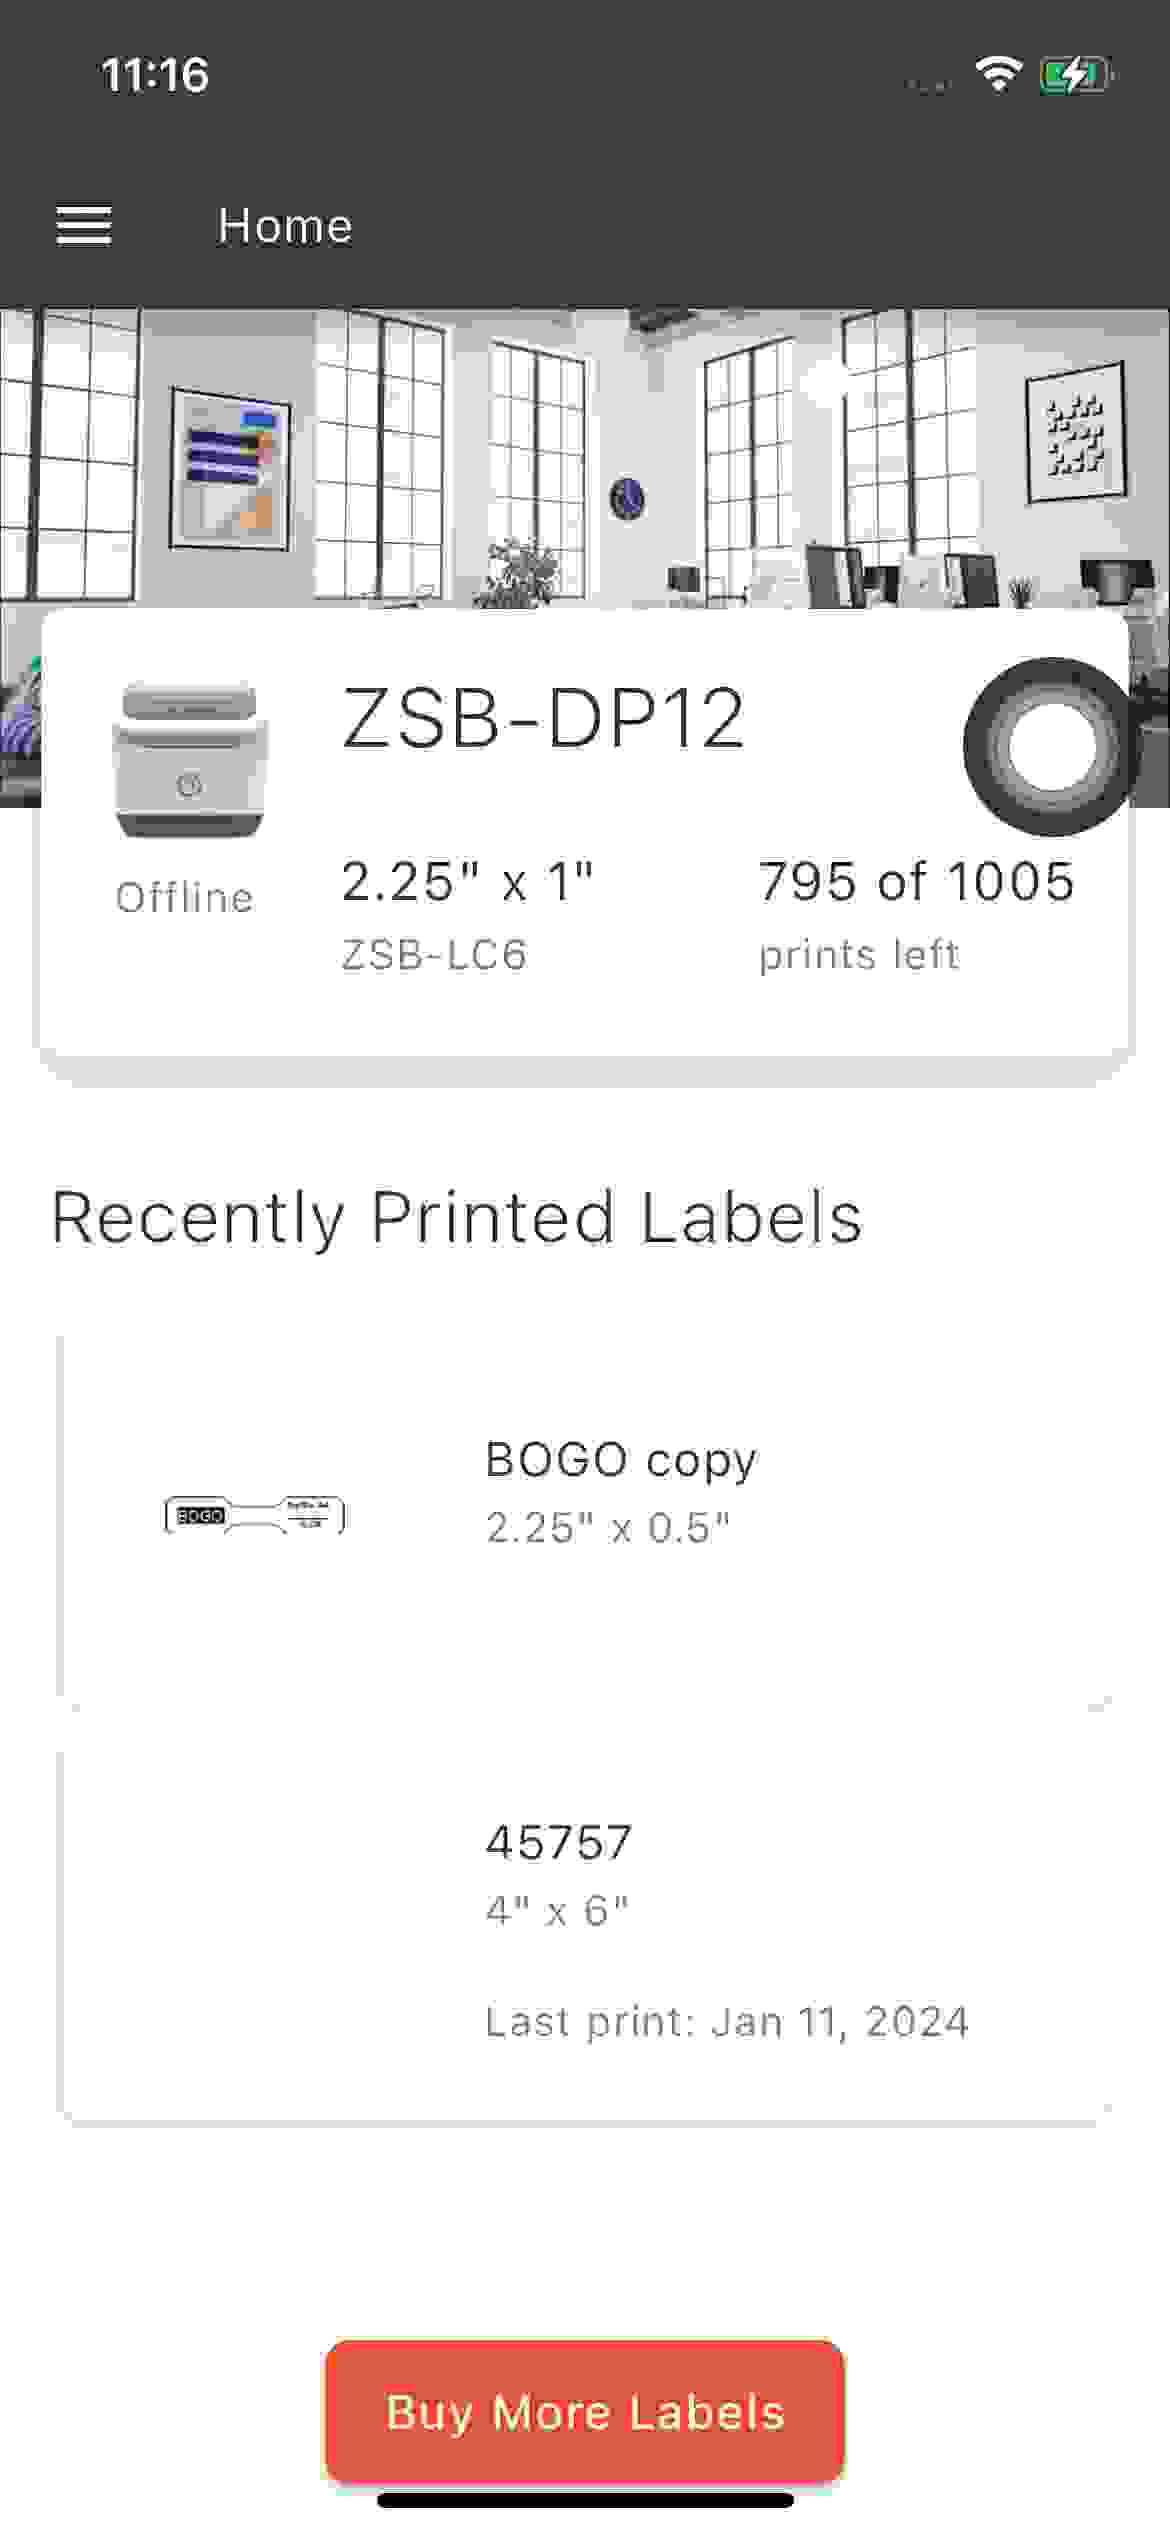 11:16
Home
ZSB-DP12
Offline
2.25" x 1"
795 of 1005
ZSB-LC6
prints left
Recently Printed Labels
BOGO
BOGO copy
2.25" x 0.5"
45757
4" x 6"
Last print: Jan 11, 2024
Buy More Labels